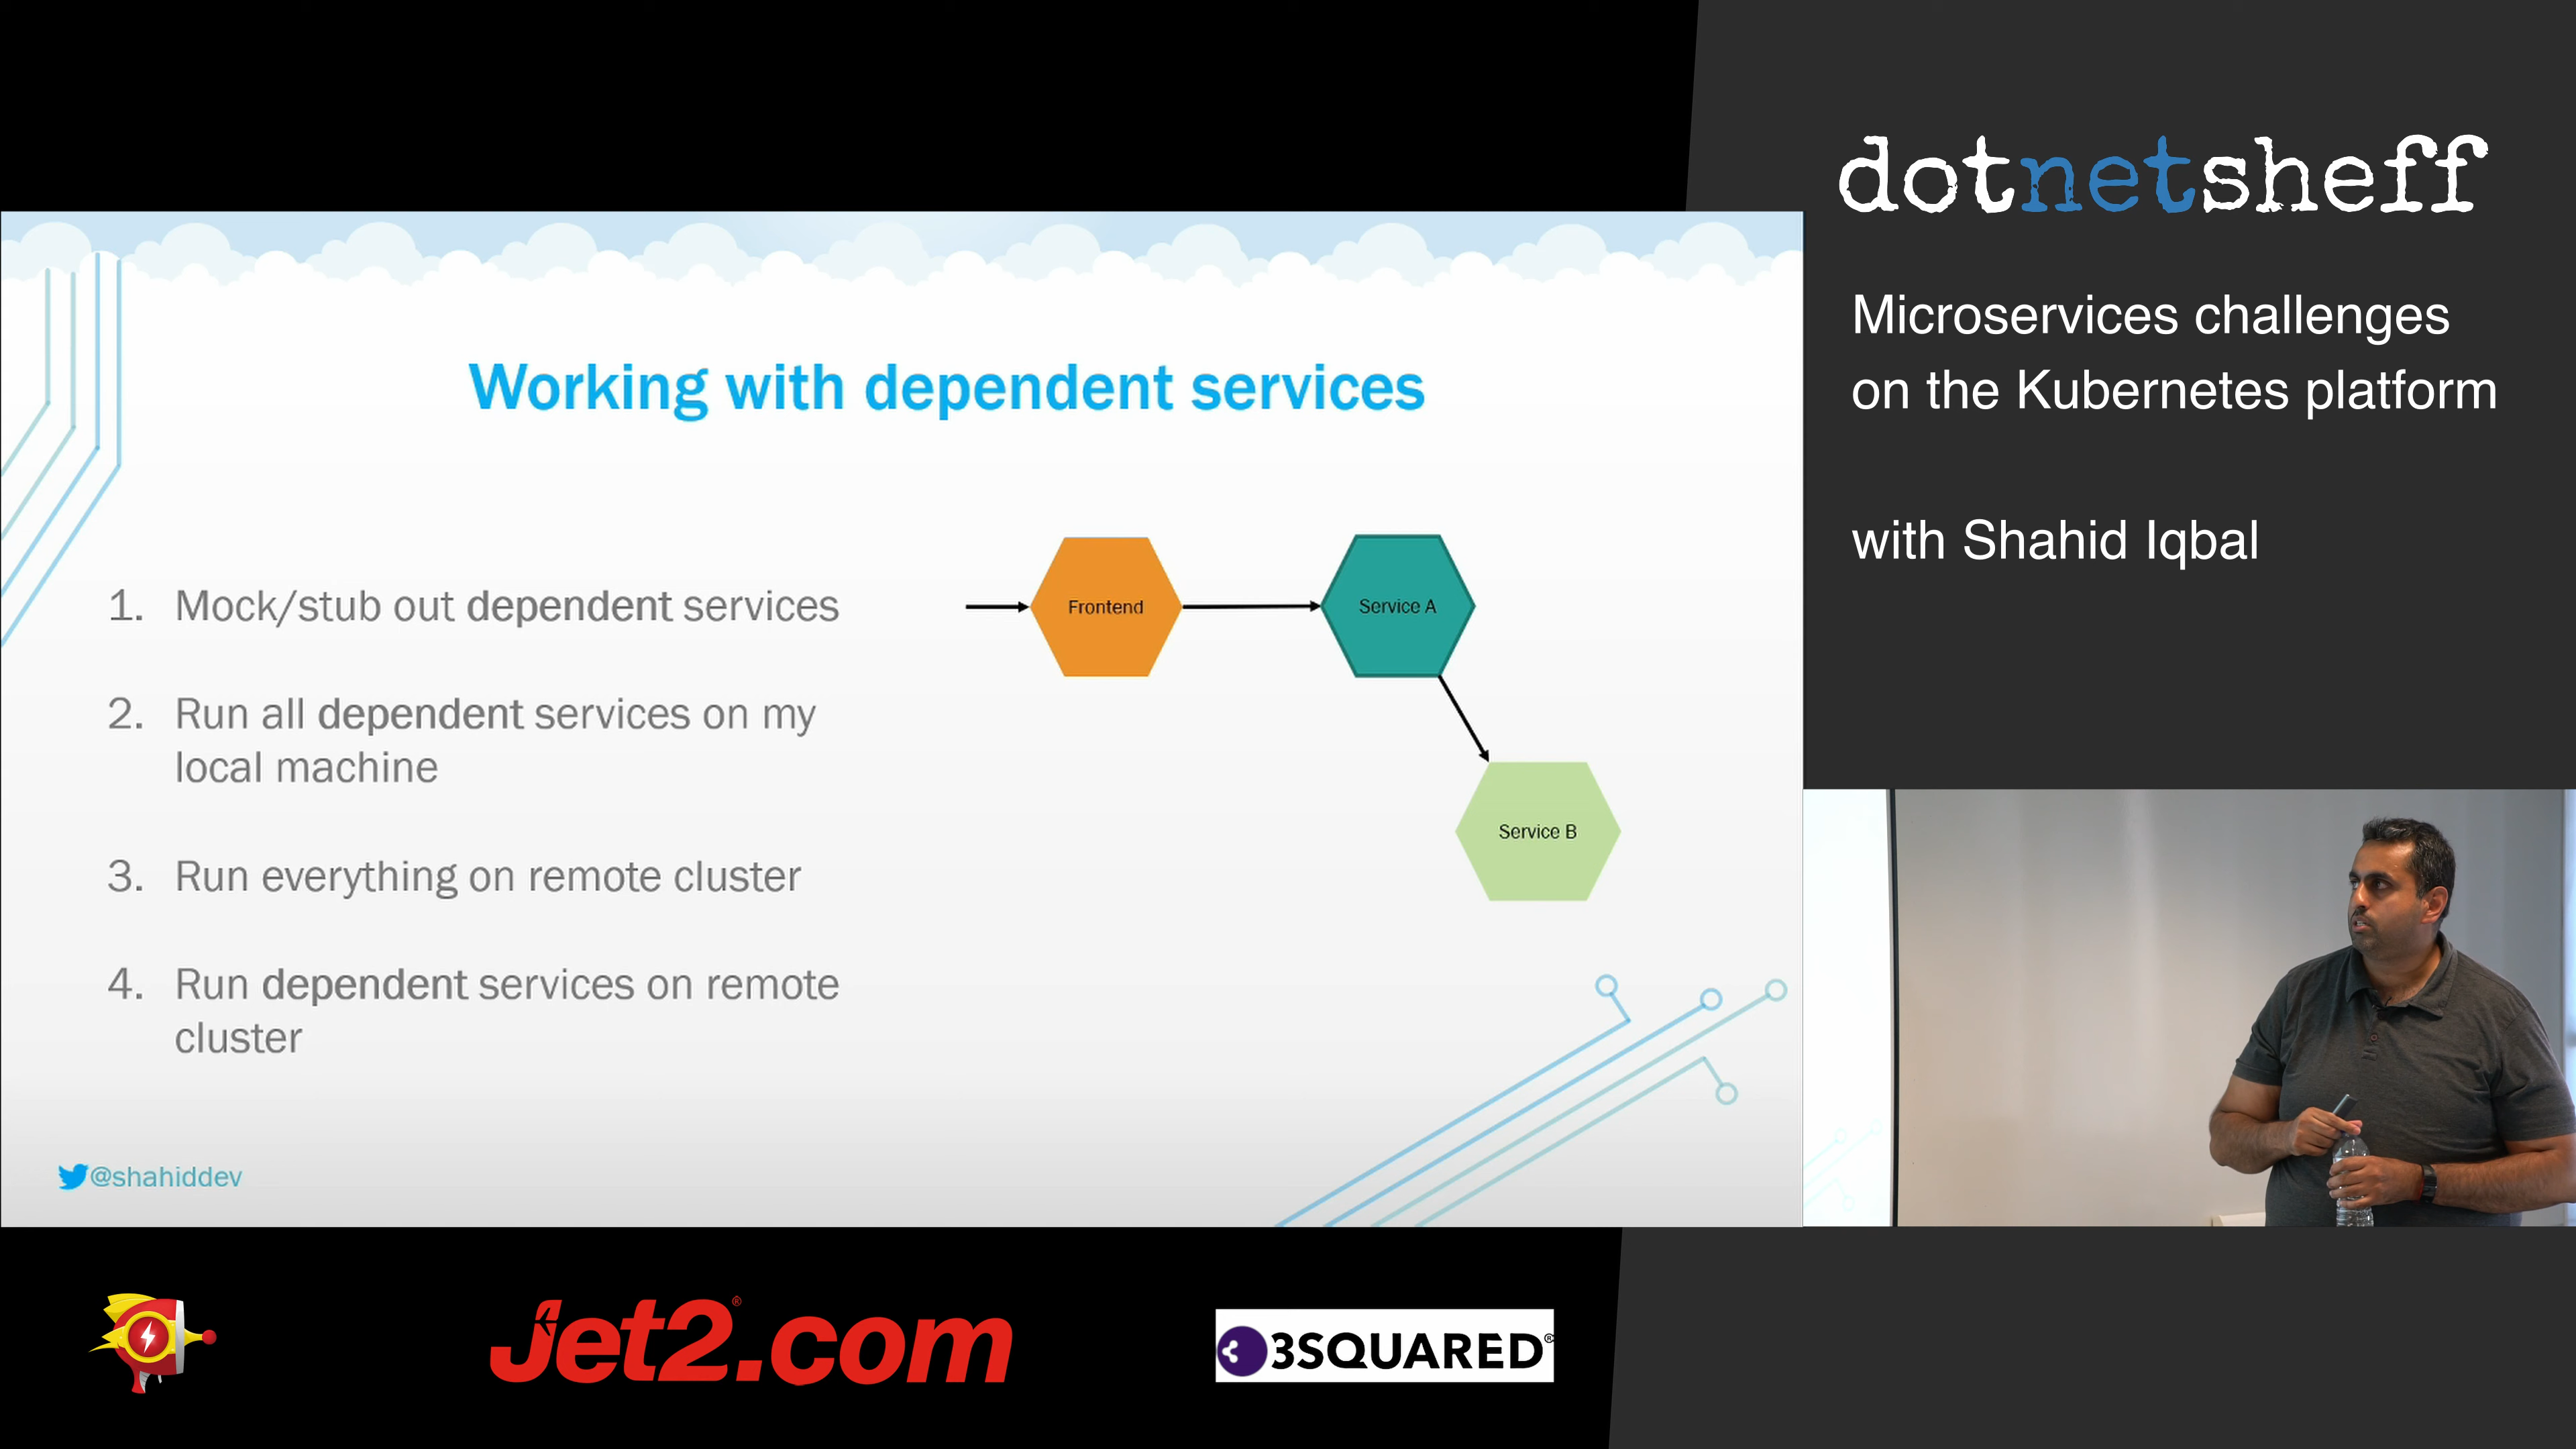 dotnetsheff
Microservices challenges
on the Kubernetes platform
with Shahid Iqbal
Working with dependent services
1. Mock/stub out dependent services
2. Run all dependent services on my
local machine
3. Run everything on remote cluster
4. Run dependent services on remote
cluster
Frontend
Service A
Service B
@shahiddev
Jet2.com®
3SQUARED®